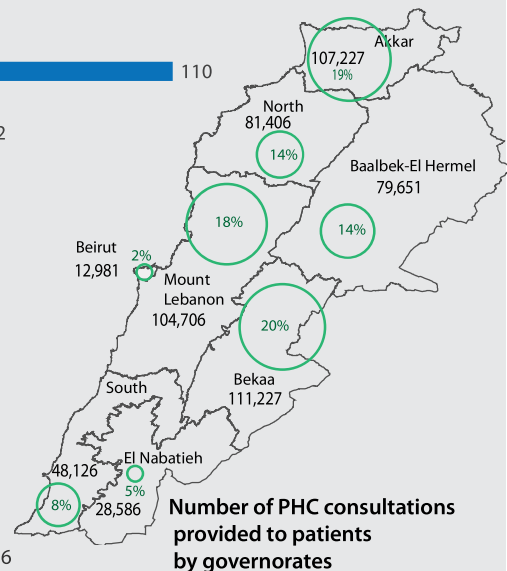 110
2
Akkar
107,227
19%
North
81,406
14%
Baalbek-El Hermel
79,651
14%
18%
Beirut
2%
12,981
Mount
Lebanon
104,706
20%
Bekaa
111,227
South
El Nabatieh
48,126
5%
8%
28,586
Number of PHC consultations
provided to patients
by governorates
6